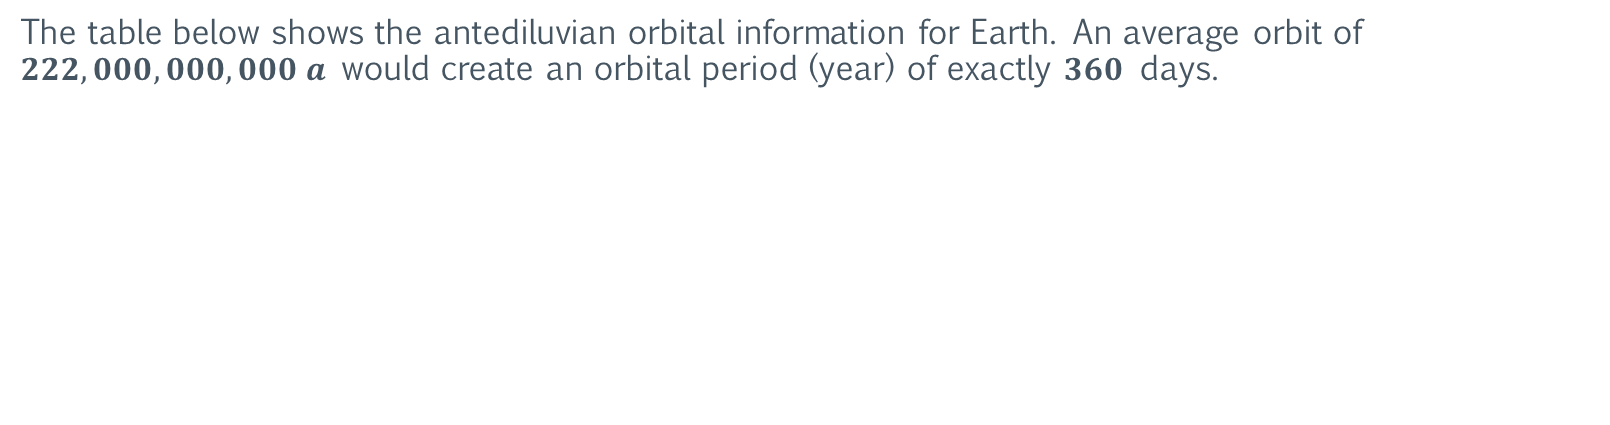 The table below shows the antediluvian orbital information for Earth. An average orbit of
222,000,000,000 a would create an orbital period (year) of exactly 360 days.